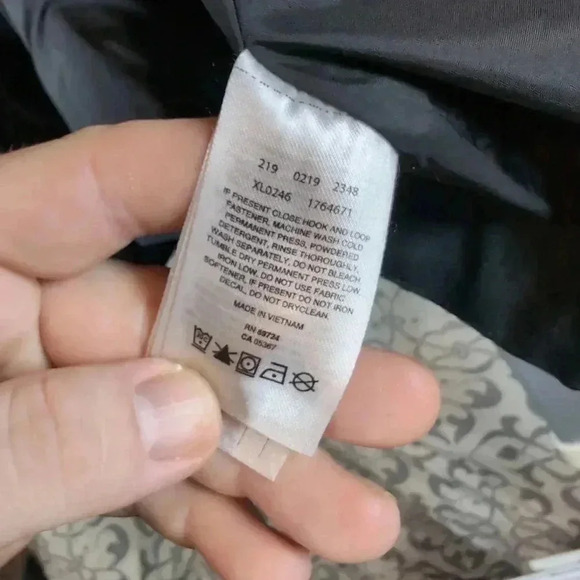 219 0219 2348
XL0246 1764671
IF PRESENT CLOSE HOOK AND LOOP
FASTENER, MACHINE WASH COLD
PERMANENT PRESS, POWDERED
DETERGENT, RINSE THOROUGHLY,
WASH SEPARATELY, DO NOT BLEACH
TUMBLE DRY PERMANENT PRESS LOW
IRON LOW. DO NOT USE FABRIC
SOFTENER, IF PRESENT DO NOT IRON
DECAL, DO NOT DRYCLEAN.
MADE IN VIETNAM
RN 59724
CA 05367